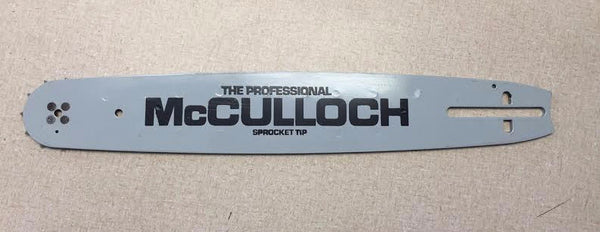 THE PROFESSIONAL
McCULLOCH
SPROCKET TIP